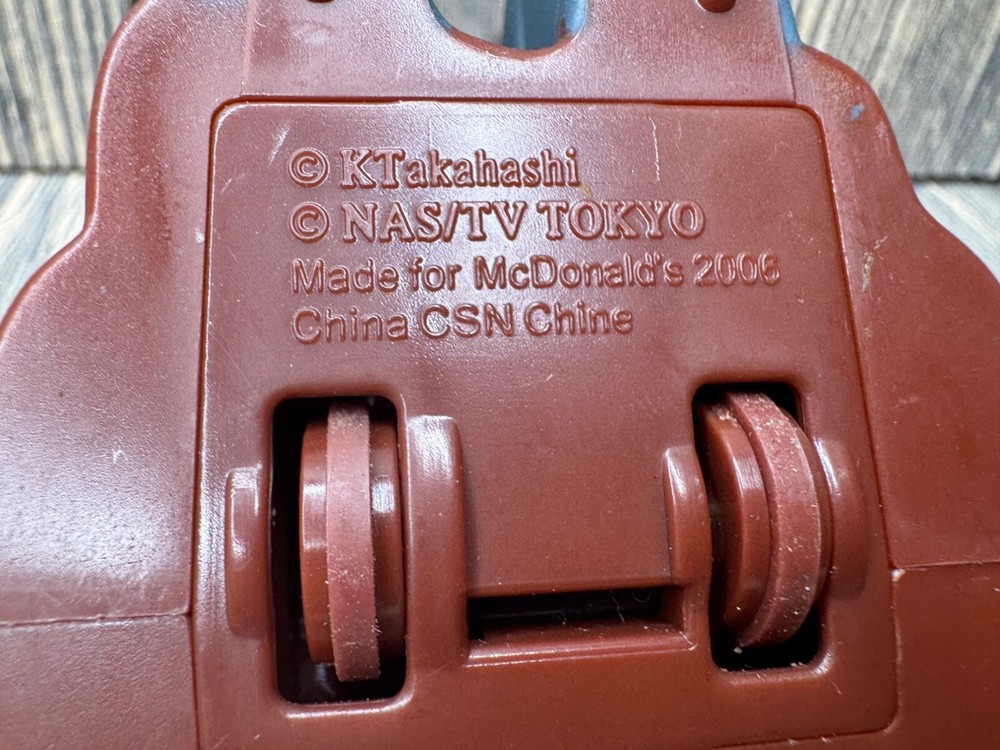 © KTakahashi
© NAS/TV TOKYO
Made for McDonald's 2006
China CSN Chine